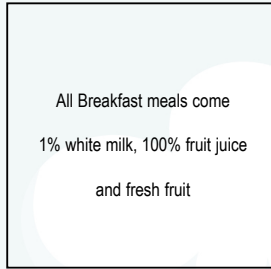 All Breakfast meals come
1% white milk, 100% fruit juice
and fresh fruit